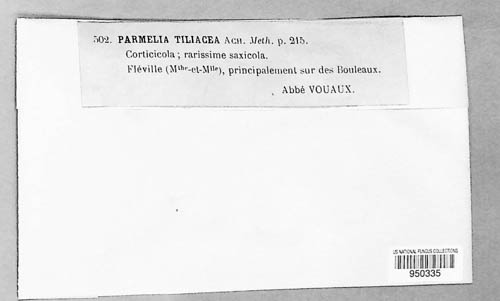 502. PARMELIA TILIACEA ACH. Meth. p. 215.
Corticicola ; rarissime saxicola.
Fléville (Mthe-et-Mlle), principalement sur des Bouleaux.
Abbé VOUAUX.
US NATIONAL FUNGUS COLLECTIONS
950335